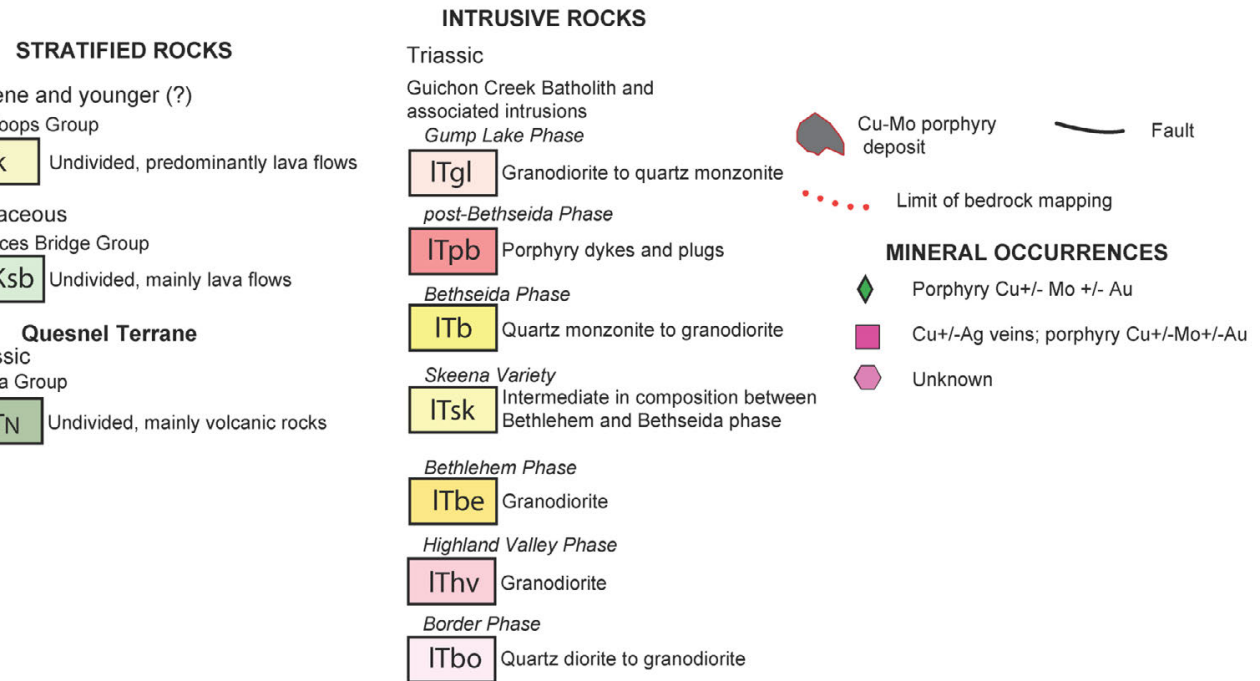 STRATIFIED ROCKS
ene and younger (?)
oops Group
k
Undivided, predominantly lava flows
aceous
ces Bridge Group
Ksb
Undivided, mainly lava flows
Quesnel Terrane
ssic
a Group
TN
Undivided, mainly volcanic rocks
INTRUSIVE ROCKS
Triassic
Guichon Creek Batholith and
associated intrusions
Gump Lake Phase
lTgl
Granodiorite to quartz monzonite
post-Bethseida Phase
lTpb
Porphyry dykes and plugs
Bethseida Phase
lTb
Quartz monzonite to granodiorite
Skeena Variety
lTsk
Intermediate in composition between
Bethlehem and Bethseida phase
Bethlehem Phase
lTbe
Granodiorite
Highland Valley Phase
lThv
Granodiorite
Border Phase
lTbo
Quartz diorite to granodiorite
Cu-Mo porphyry
deposit
Fault
Limit of bedrock mapping
MINERAL OCCURRENCES
Porphyry Cu+/- Mo +/- Au
Cu+/-Ag veins; porphyry Cu+/-Mo+/-Au
Unknown